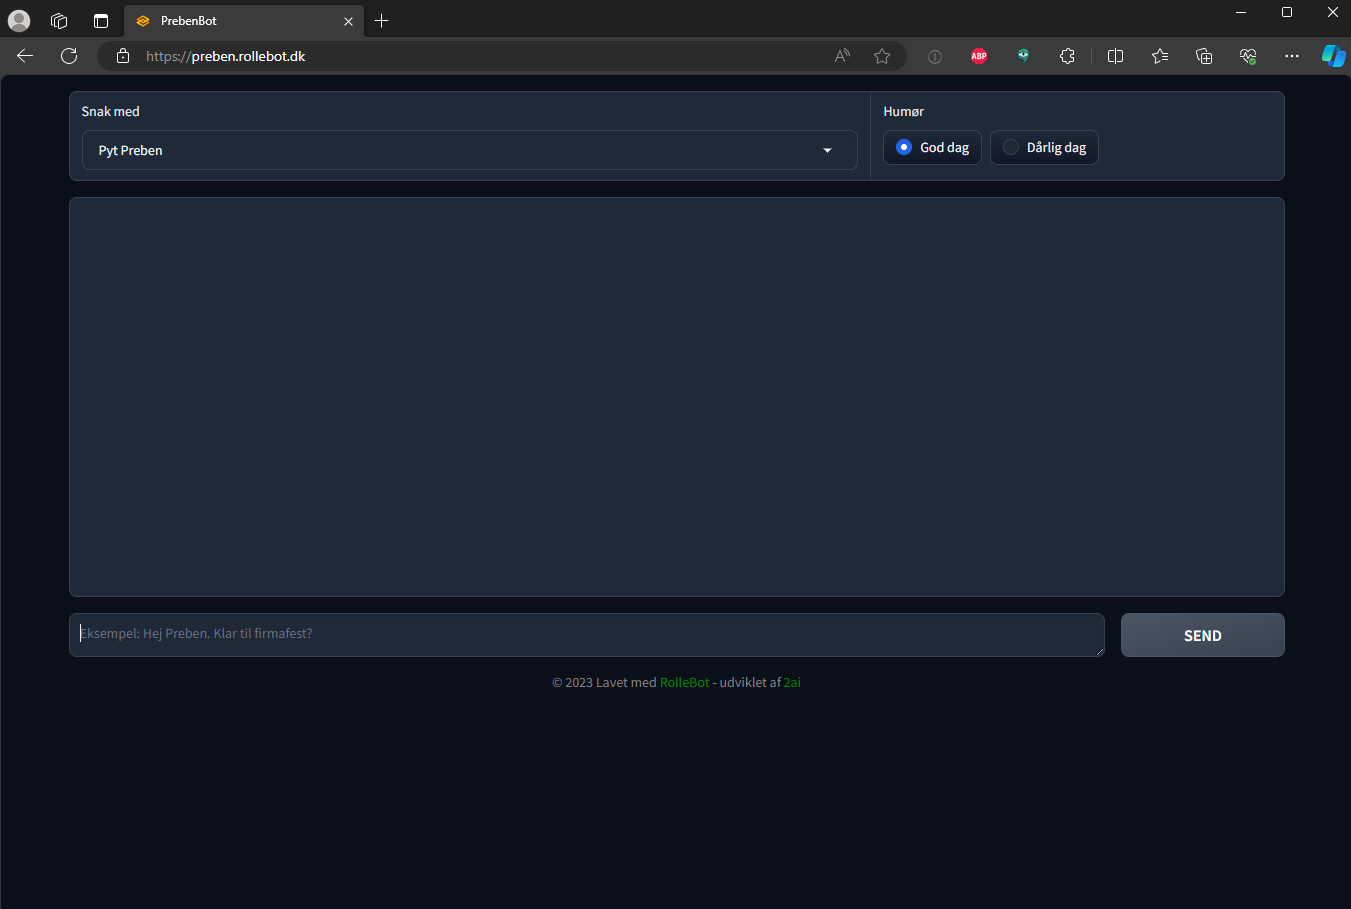 PrebenBot
https://preben.rollebot.dk
ABP
Snak med
Pyt Preben
Humør
God dag
Dårlig dag
Eksempel: Hej Preben. Klar til firmafest?
SEND
© 2023 Lavet med RolleBot - udviklet af 2ai